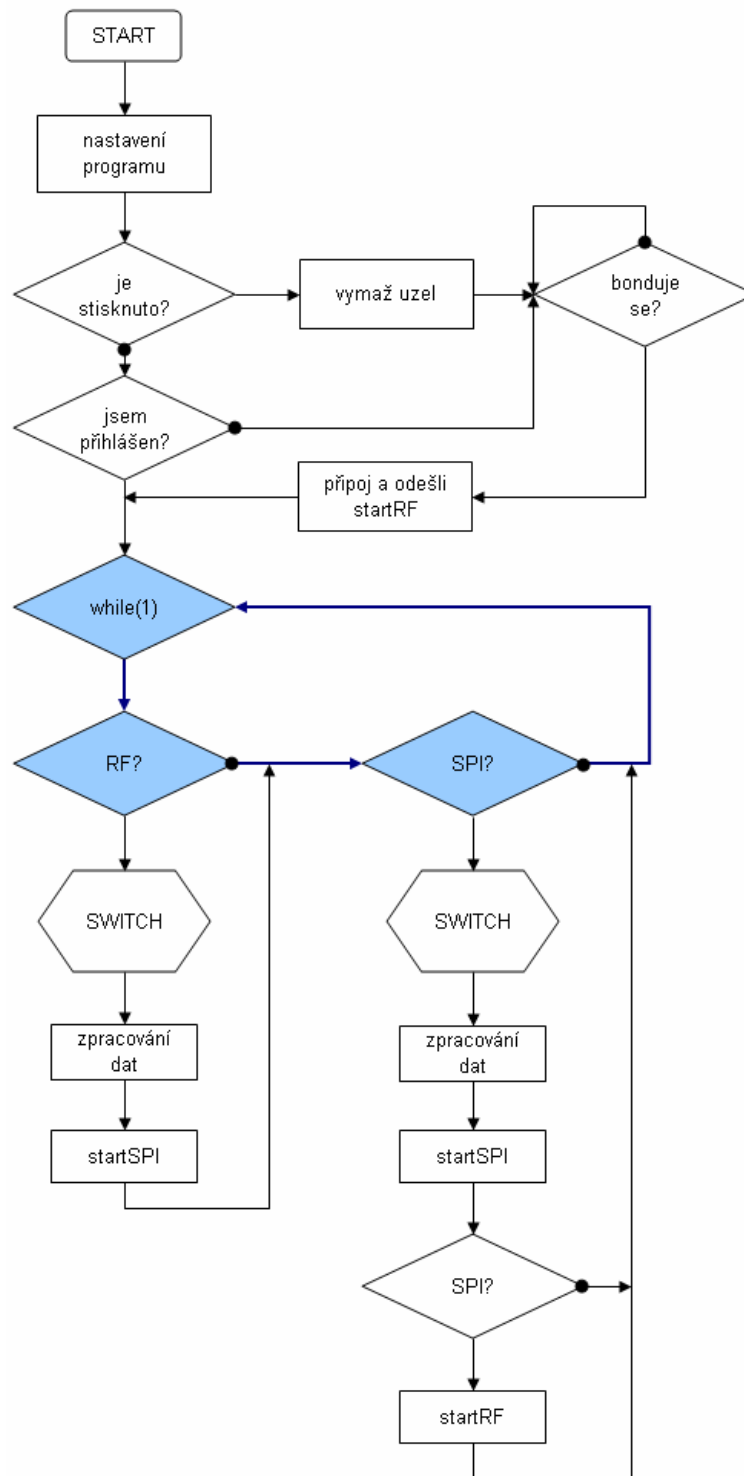 START
nastavení
programu
je
stisknuto?
vymaž uzel
bonduje
se?
jsem
přihlášen?
připoj a odešli
startRF
while(1)
RF?
SPI?
SWITCH
SWITCH
zpracování
dat
zpracování
dat
startSPI
startSPI
SPI?
startRF